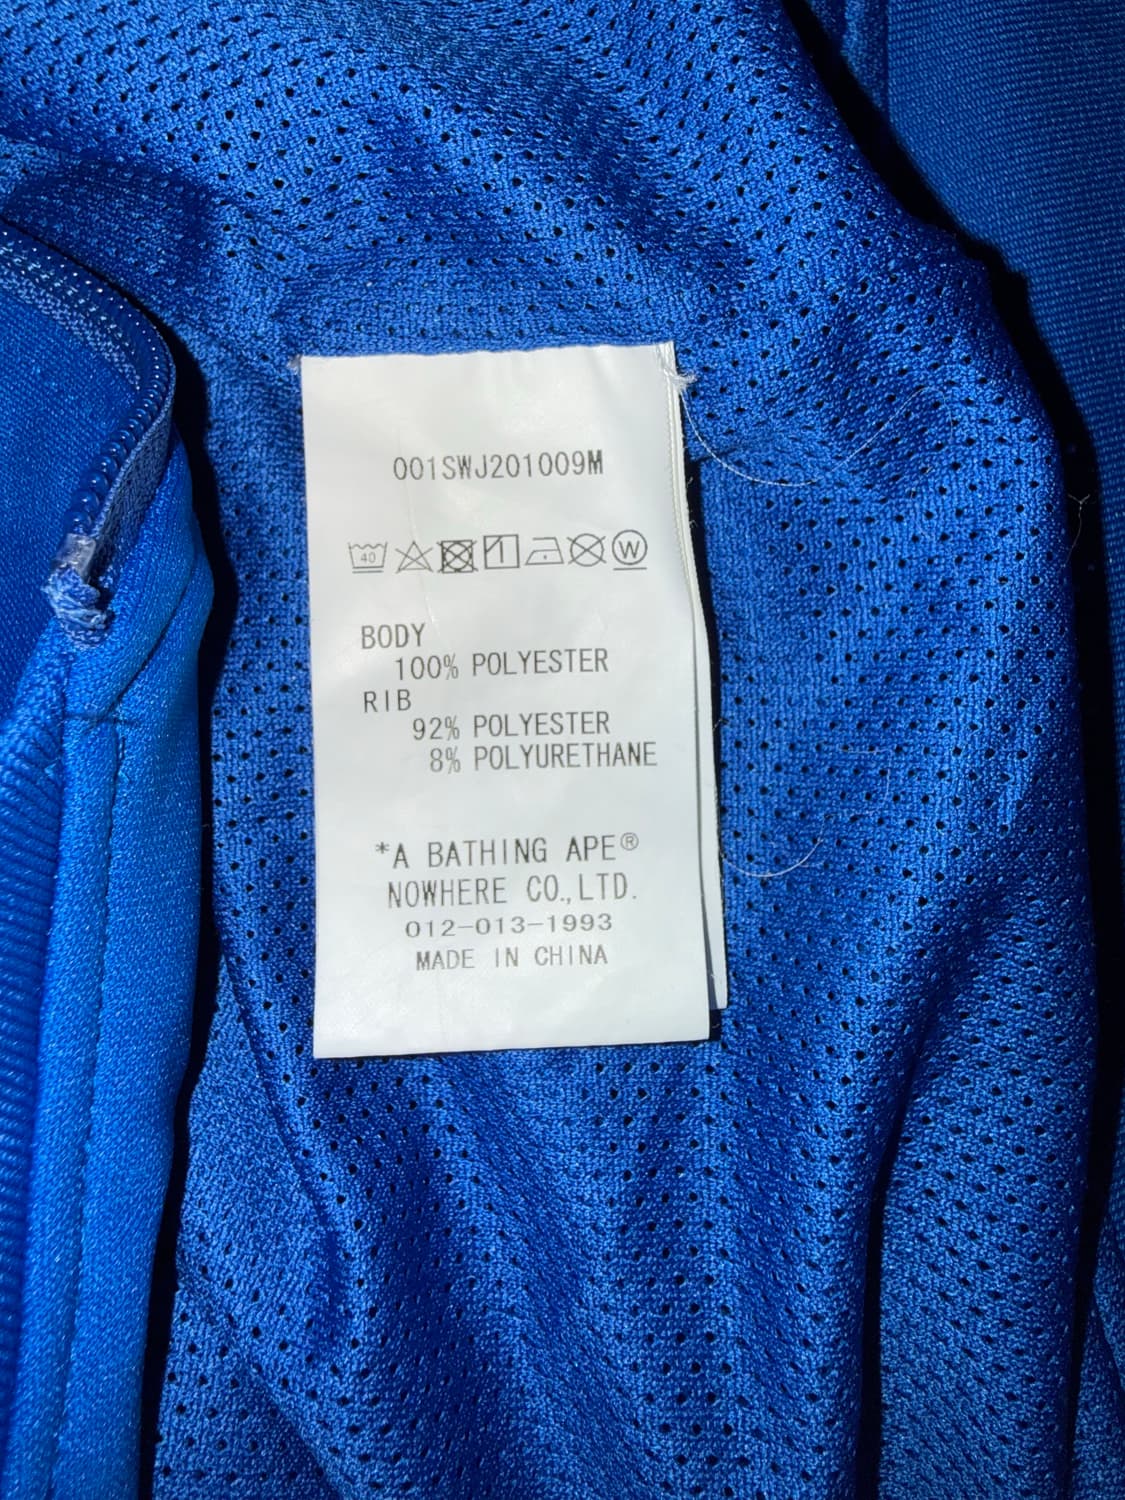 001SWJ201009M
40
W
BODY
100% POLYESTER
RIB
92% POLYESTER
8% POLYURETHANE
*A BATHING APE®
NOWHERE CO.,LTD.
012-013-1993
MADE IN CHINA